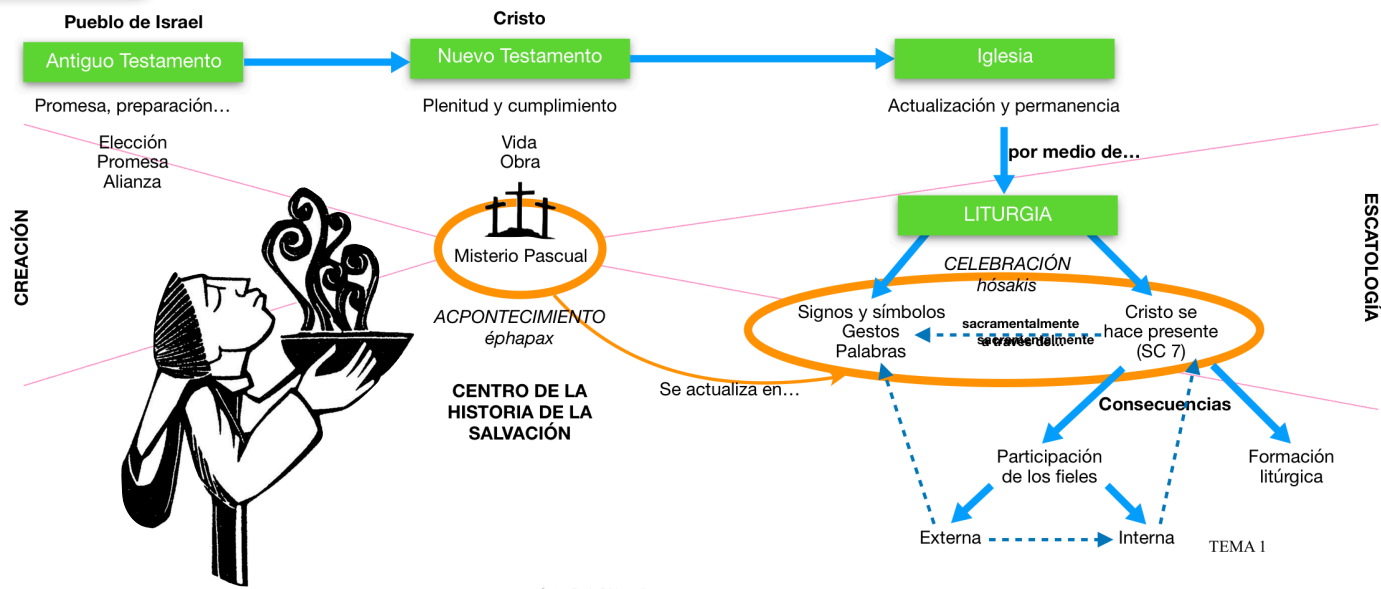 Pueblo de Israel
Cristo
Antiguo Testamento
Nuevo Testamento
Iglesia
Promesa, preparación...
Plenitud y cumplimiento
Actualización y permanencia
Elección
Promesa
Alianza
Vida
Obra
por medio de...
CREACIÓN
ESCATOLOGÍA
LITURGIA
Misterio Pascual
CELEBRACIÓN
hósakis
ACPONTECIMIENTO
éphapax
Signos y símbolos
Gestos
Palabras
sacramentalmente
sacramentalmente
a través de...
Cristo se
hace presente
(SC 7)
CENTRO DE LA
HISTORIA DE LA
SALVACIÓN
Se actualiza en...
Consecuencias
Participación
de los fieles
Formación
litúrgica
Externa
Interna
TEMA 1